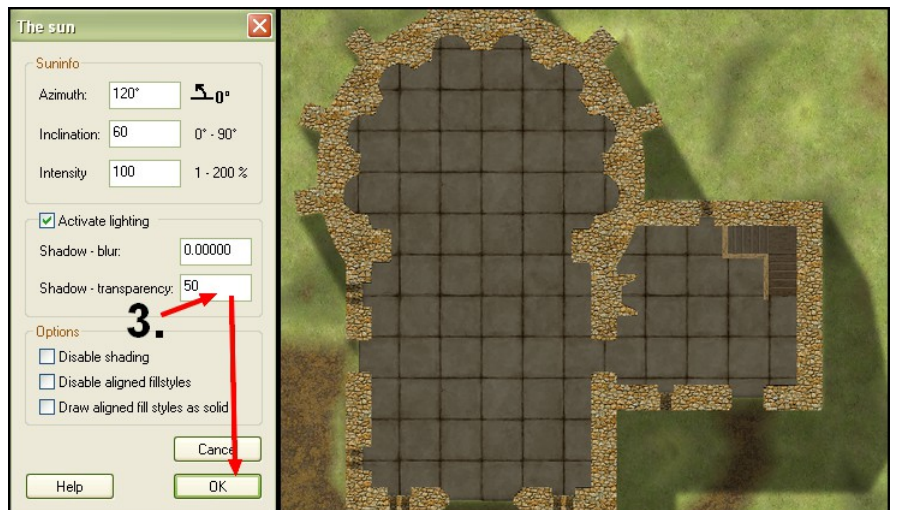 The sun
Suninfo
Azimuth: 120° 0°
Inclination: 60 0° - 90°
Intensity 100 1 - 200 %
Activate lighting
Shadow - blur: 0.00000
Shadow - transparency: 50
3.
Options
Disable shading
Disable aligned fillstyles
Draw aligned fill styles as solid
Cancel
Help OK